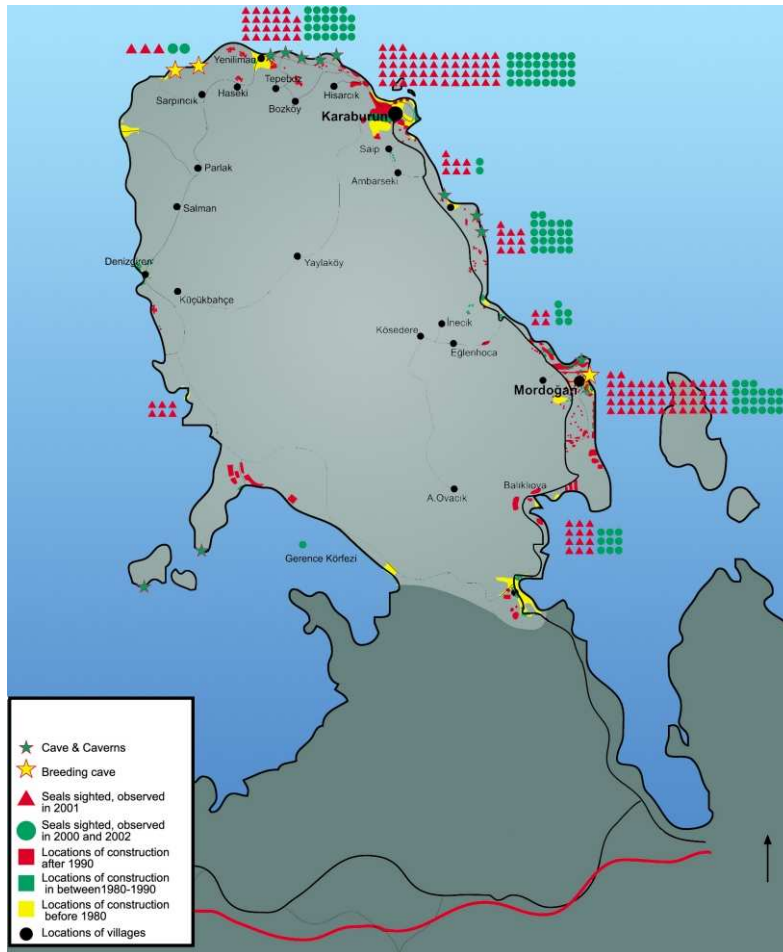 Yeniliman
Tepeboz
Haseki
Hisarcık
Sarpıncık
Bozköy
Karaburun
Saip
Parlak
Ambarseki
Salman
Yaylaköy
Denizgiren
Küçükbahçe
İnecik
Kösedere
Eğlenhoca
Mordoğan
A.Ovacık
Balıklıova
Gerence Körfezi
Cave & Caverns
Breeding cave
Seals sighted, observed
in 2001
Seals sighted, observed
in 2000 and 2002
Locations of construction
after 1990
Locations of construction
in between1980-1990
Locations of construction
before 1980
Locations of villages